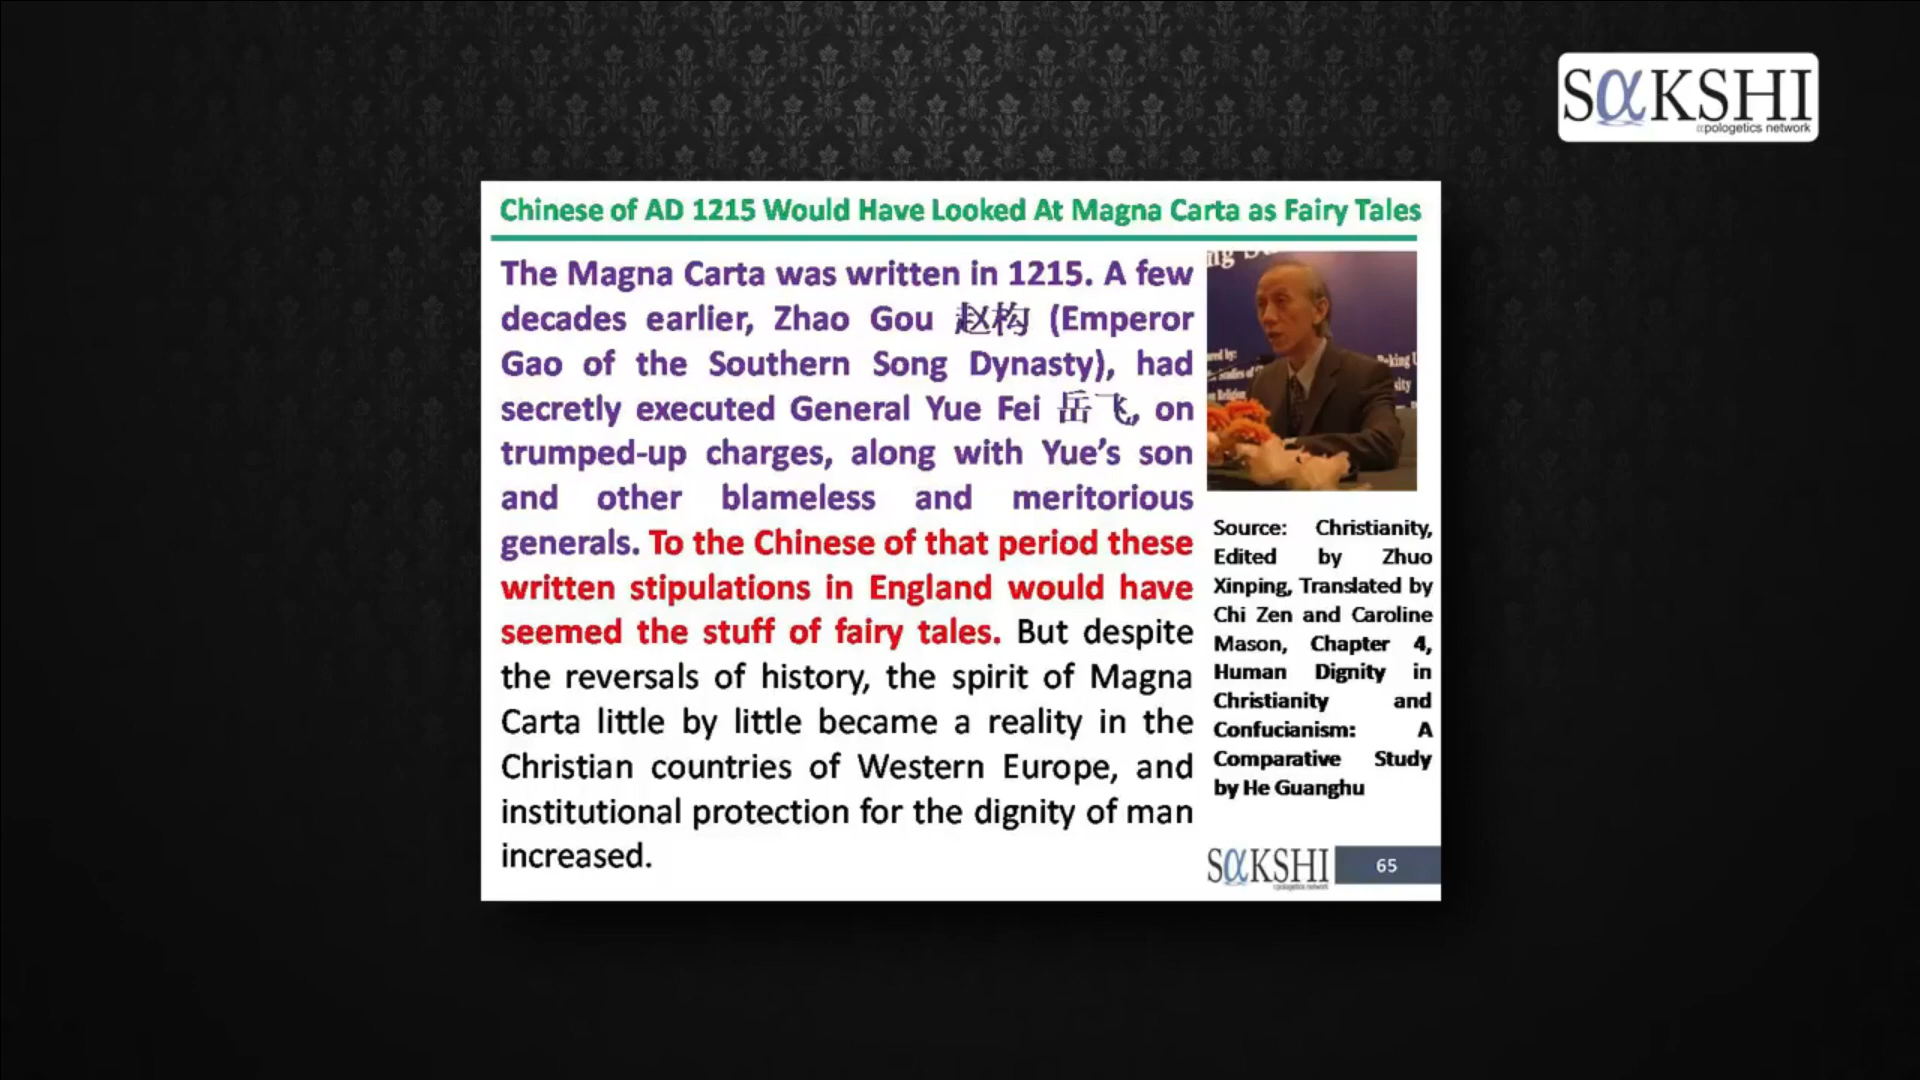 SαKSHI
αpologetics network
Chinese of AD 1215 Would Have Looked At Magna Carta as Fairy Tales
The Magna Carta was written in 1215. A few
decades earlier, Zhao Gou 赵构 (Emperor
Gao of the Southern Song Dynasty), had
secretly executed General Yue Fei 岳飞, on
trumped-up charges, along with Yue’s son
and other blameless and meritorious
generals. To the Chinese of that period these
written stipulations in England would have
seemed the stuff of fairy tales. But despite
the reversals of history, the spirit of Magna
Carta little by little became a reality in the
Christian countries of Western Europe, and
institutional protection for the dignity of man
increased.
Source: Christianity,
Edited by Zhuo
Xinping, Translated by
Chi Zen and Caroline
Mason, Chapter 4,
Human Dignity in
Christianity and
Confucianism: A
Comparative Study
by He Guanghu
SαKSHI
αpologetics network
65